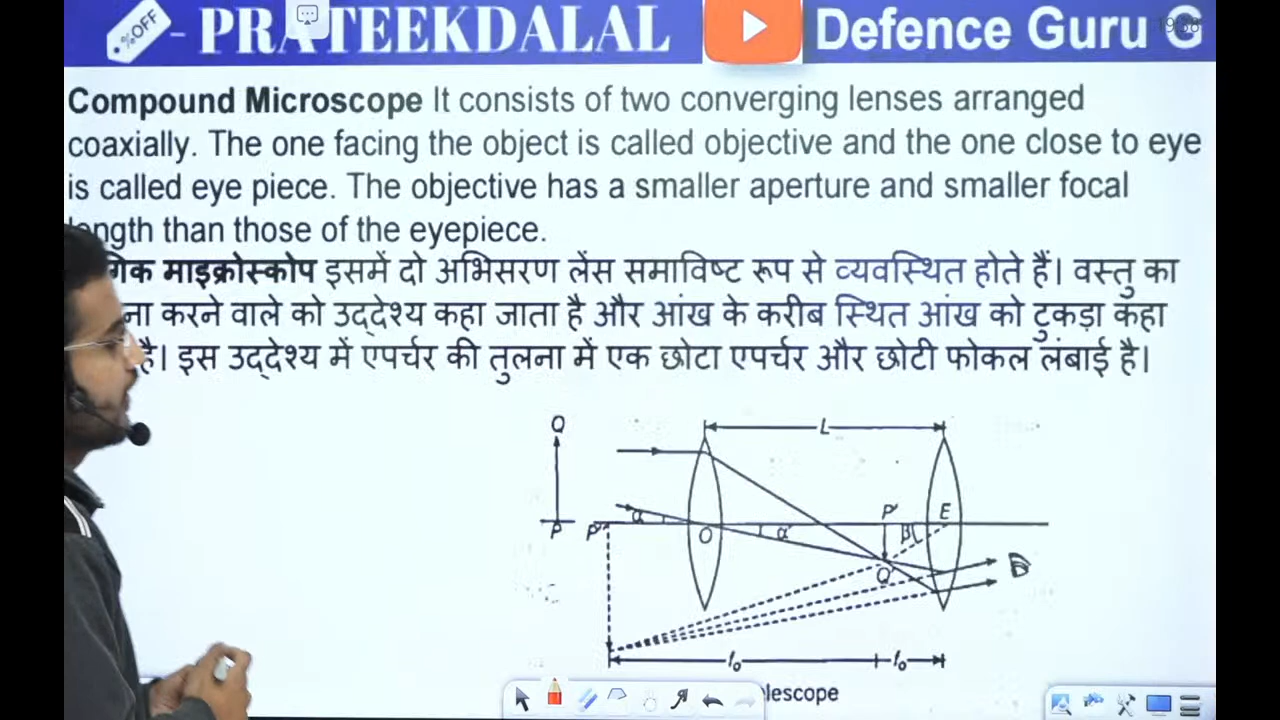 %OFF - PRATEEKDALAL Defence Guru G
Compound Microscope It consists of two converging lenses arranged
coaxially. The one facing the object is called objective and the one close to eye
is called eye piece. The objective has a smaller aperture and smaller focal
length than those of the eyepiece.
माइक्रोस्कोप इसमें दो अभिसरण लेंस समाविष्ट रूप से व्यवस्थित होते हैं। वस्तु का
करने वाले को उद्देश्य कहा जाता है और आंख के करीब स्थित आंख को टुकड़ा कहा
है। इस उद्देश्य में एपर्चर की तुलना में एक छोटा एपर्चर और छोटी फोकल लंबाई है।
Q
L
P
P"
α
O
α
P'
β
E
Q'
fo
fo